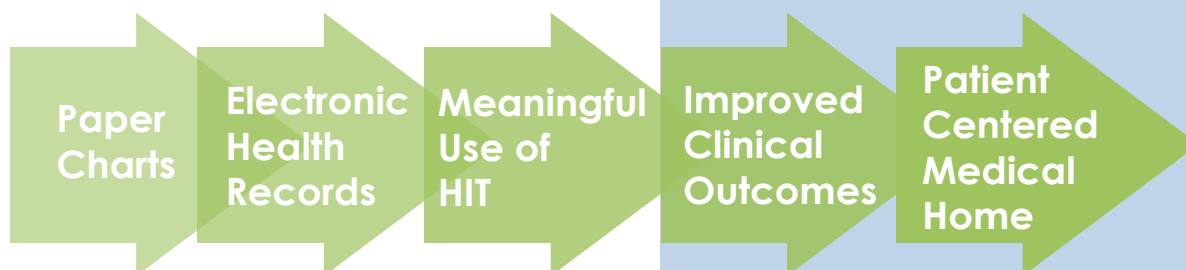 Paper
Charts
Electronic
Health
Records
Meaningful
Use of
HIT
Improved
Clinical
Outcomes
Patient
Centered
Medical
Home